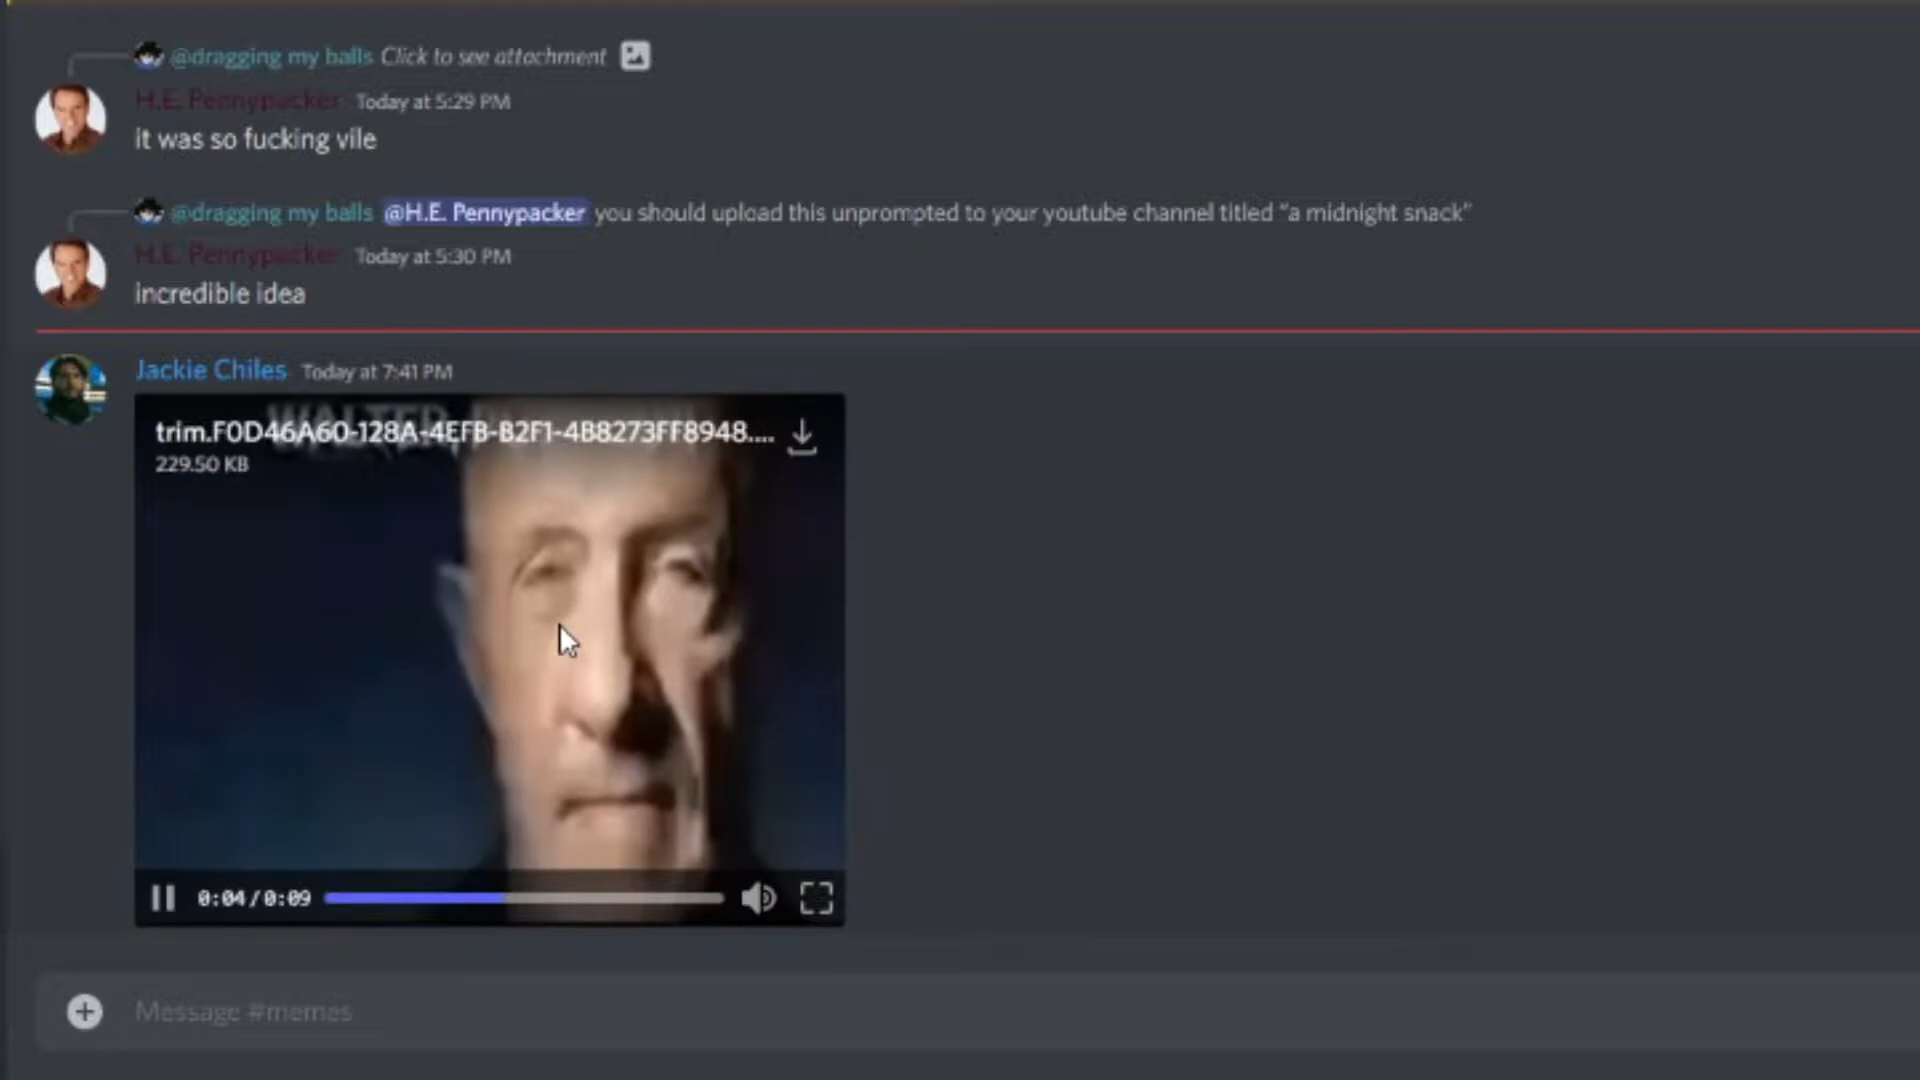 @dragging my balls Click to see attachment
H.E. Pennypacker Today at 5:29 PM
it was so fucking vile
@dragging my balls @H.E. Pennypacker you should upload this unprompted to your youtube channel titled "a midnight snack"
H.E. Pennypacker Today at 5:30 PM
incredible idea
Jackie Chiles Today at 7:41 PM
WALTER,
trim.F0D46A60-128A-4EFB-B2F1-4B8273FF8948....
229.50 KB
0:04/0:09
Message #memes